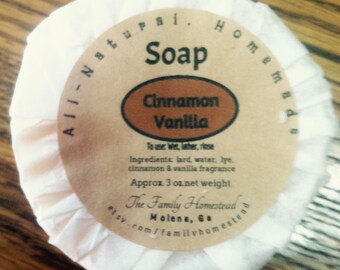 All-Natural, Homemade
Soap
Cinnamon
Vanilla
To use: Wet, lather, rinse
Ingredients: lard, water, lye,
cinnamon & vanilla fragrance
Approx. 3 oz.net weight
The Family Homestead
Molena, Ga
etsy.com/familyhomestead